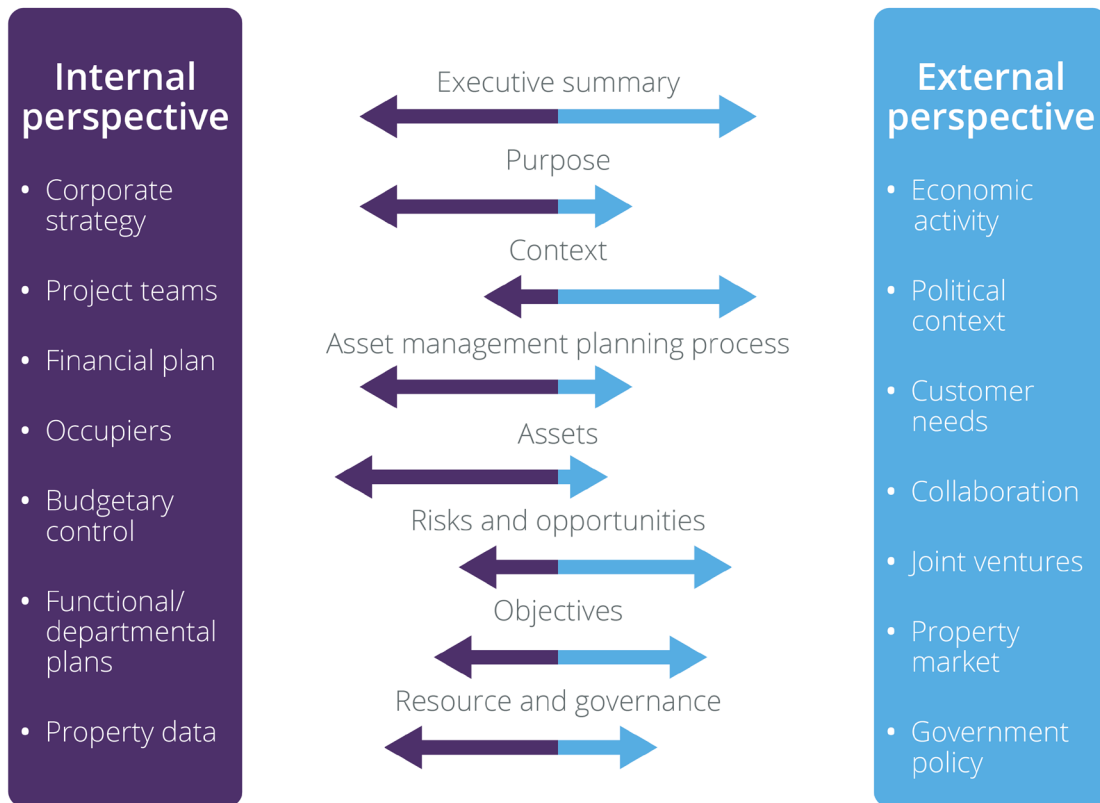 Internal
perspective
• Corporate
strategy
• Project teams
• Financial plan
• Occupiers
• Budgetary
control
• Functional/
departmental
plans
• Property data
Executive summary
Purpose
Context
Asset management planning process
Assets
Risks and opportunities
Objectives
Resource and governance
External
perspective
• Economic
activity
• Political
context
• Customer
needs
• Collaboration
• Joint ventures
• Property
market
• Government
policy